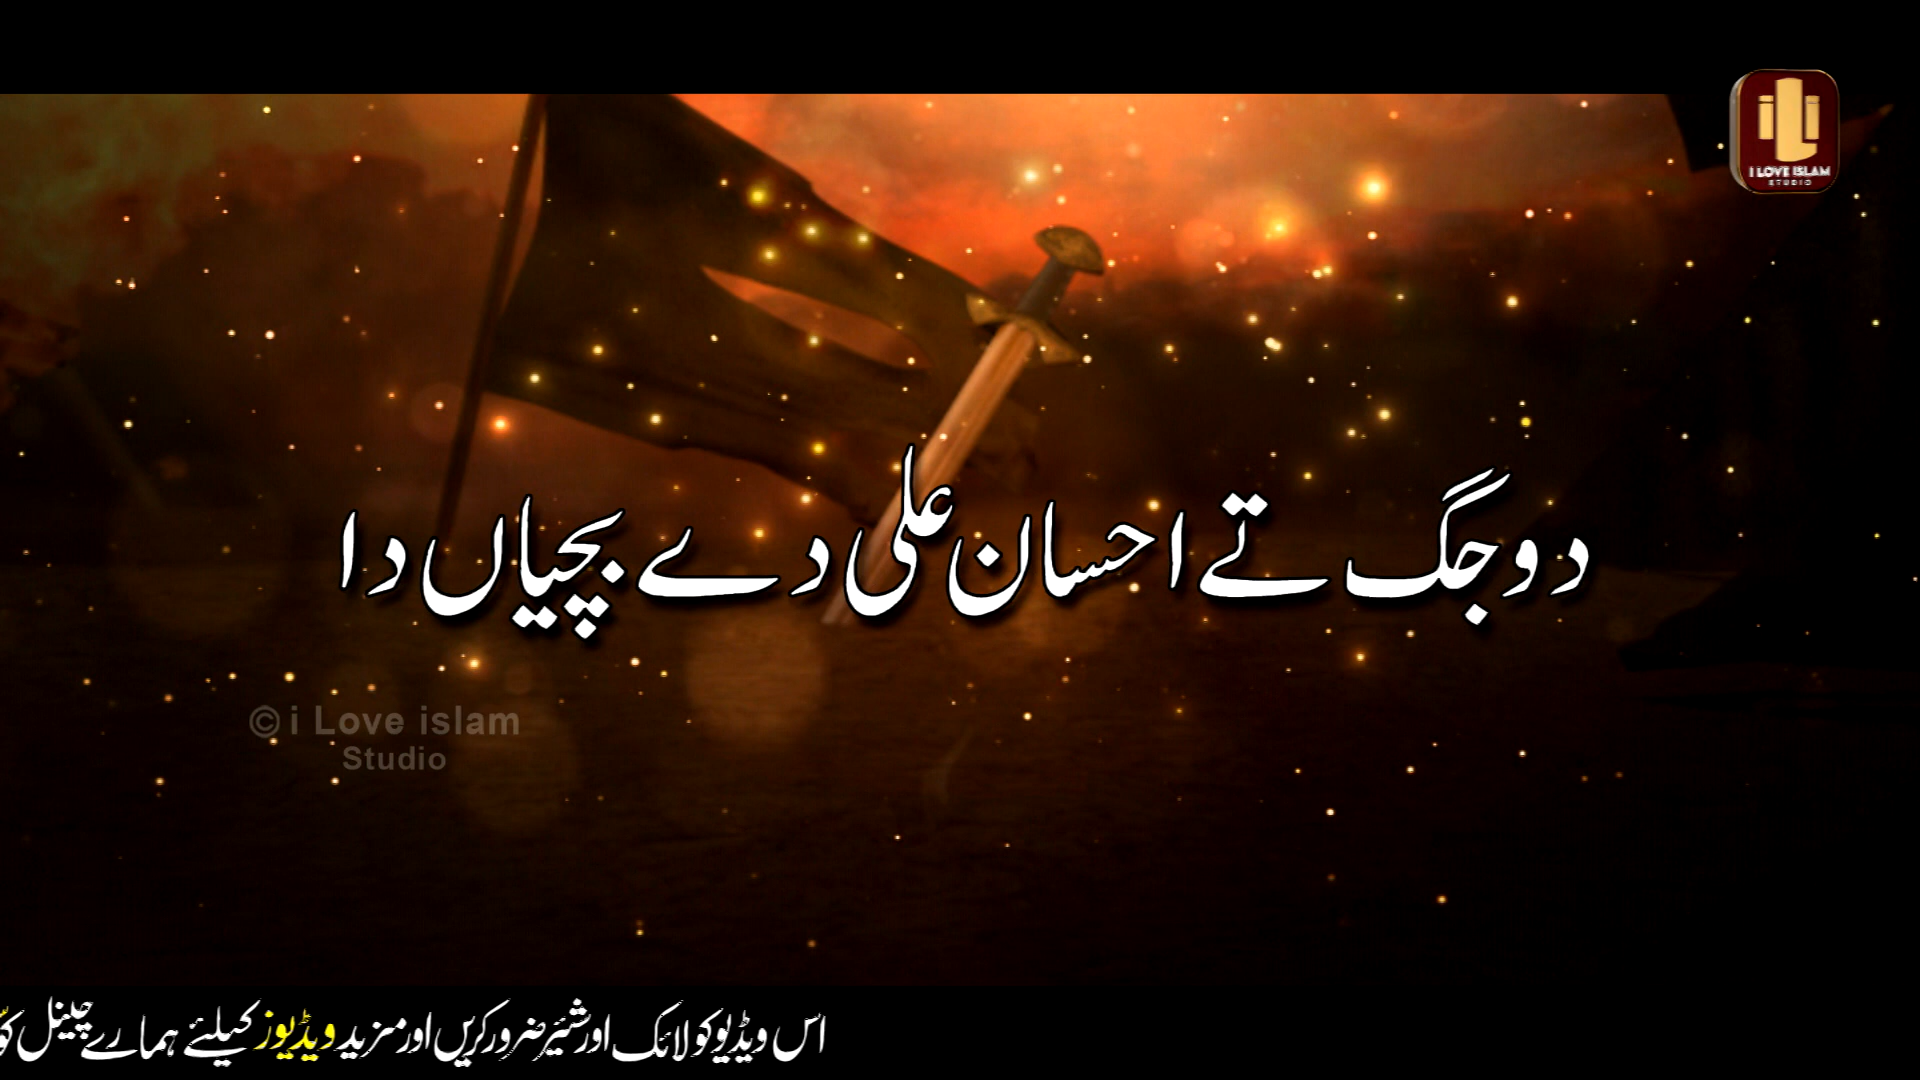 I LOVE ISLAM
STUDIO
دو جگ تے احسان علی دے بچیاں دا
© i Love islam
Studio
اس ویڈیو کو لائک اور شیئر ضرور کریں اور مزید ویڈیوز کیلئے ہمارے چینل کو